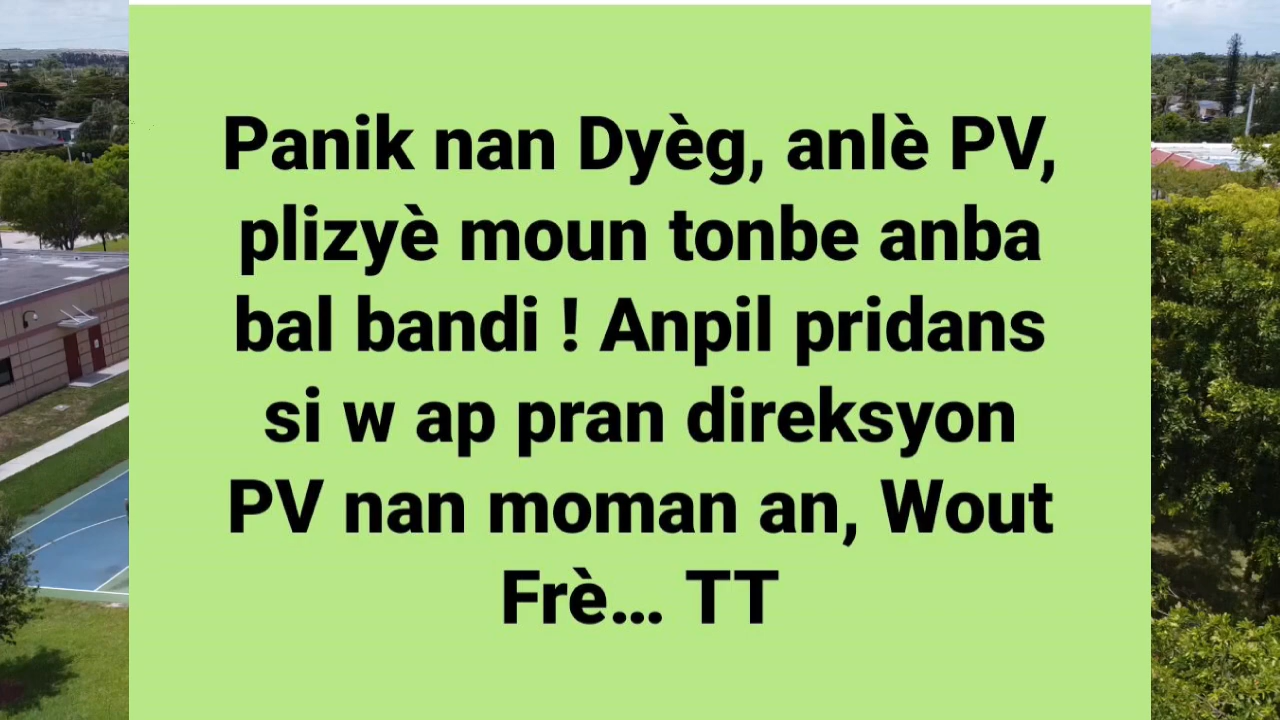 Panik nan Dyèg, anlè PV,
plizyè moun tonbe anba
bal bandi ! Anpil pridans
si w ap pran direksyon
PV nan moman an, Wout
Frè... TT